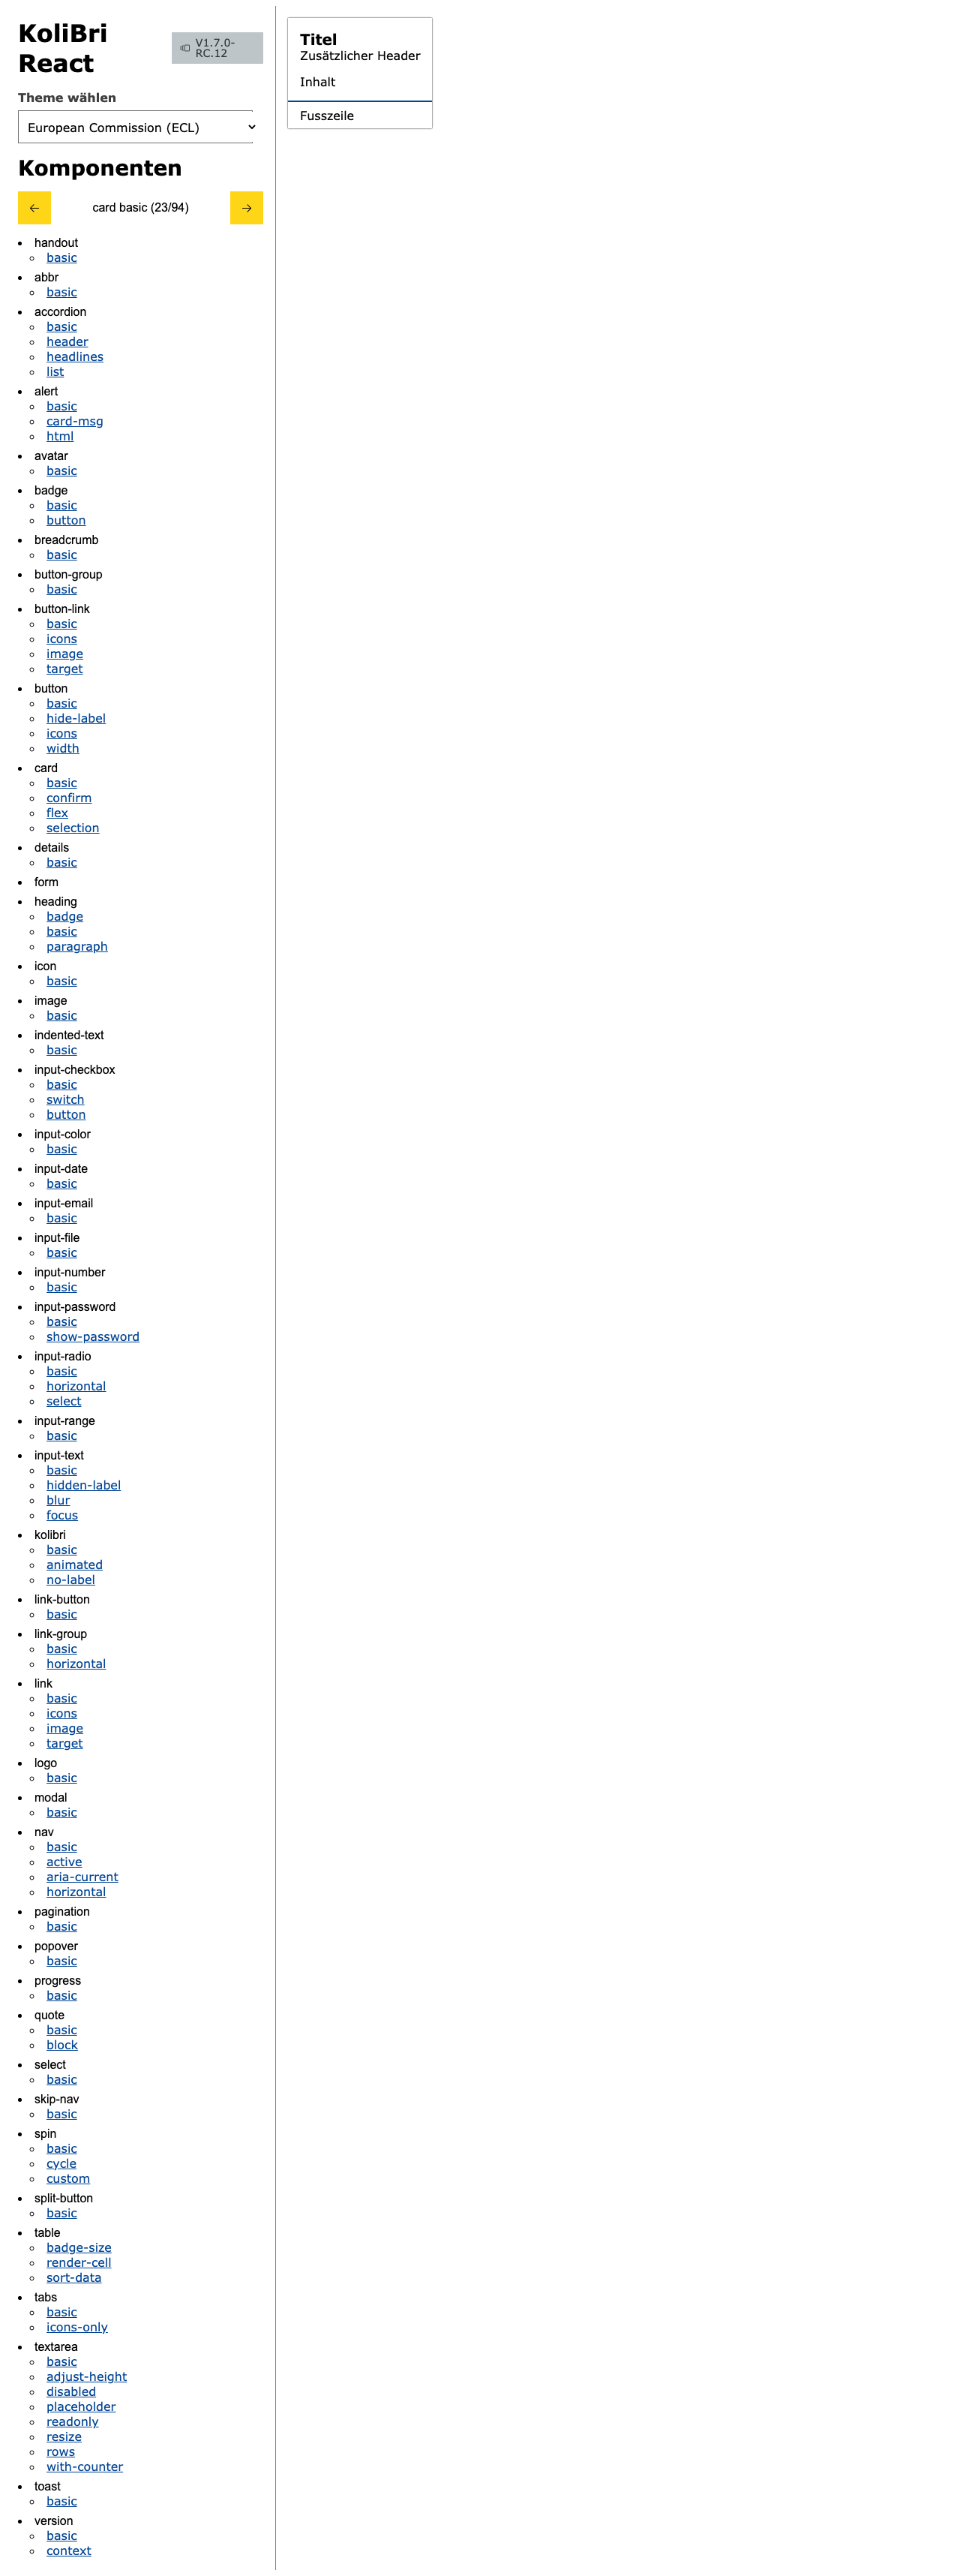 KoliBri
React
V1.7.0-
RC.12
Theme wählen
European Commission (ECL)
Komponenten
card basic (23/94)
handout
basic
abbr
basic
accordion
basic
header
headlines
list
alert
basic
card-msg
html
avatar
basic
badge
basic
button
breadcrumb
basic
button-group
basic
button-link
basic
icons
image
target
button
basic
hide-label
icons
width
card
basic
confirm
flex
selection
details
basic
form
heading
badge
basic
paragraph
icon
basic
image
basic
indented-text
basic
input-checkbox
basic
switch
button
input-color
basic
input-date
basic
input-email
basic
input-file
basic
input-number
basic
input-password
basic
show-password
input-radio
basic
horizontal
select
input-range
basic
input-text
basic
hidden-label
blur
focus
kolibri
basic
animated
no-label
link-button
basic
link-group
basic
horizontal
link
basic
icons
image
target
logo
basic
modal
basic
nav
basic
active
aria-current
horizontal
pagination
basic
popover
basic
progress
basic
quote
basic
block
select
basic
skip-nav
basic
spin
basic
cycle
custom
split-button
basic
table
badge-size
render-cell
sort-data
tabs
basic
icons-only
textarea
basic
adjust-height
disabled
placeholder
readonly
resize
rows
with-counter
toast
basic
version
basic
context
Titel
Zusätzlicher Header
Inhalt
Fusszeile